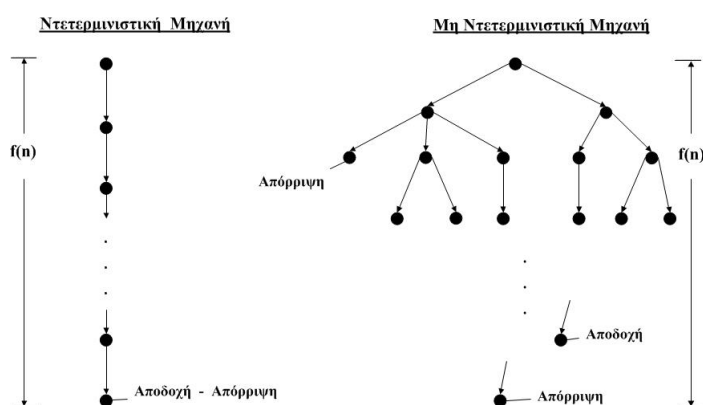 Ντετερμινιστική Μηχανή
Μη Ντετερμινιστική Μηχανή
f(n)
f(n)
Απόρριψη
Αποδοχή
Αποδοχή - Απόρριψη
Απόρριψη